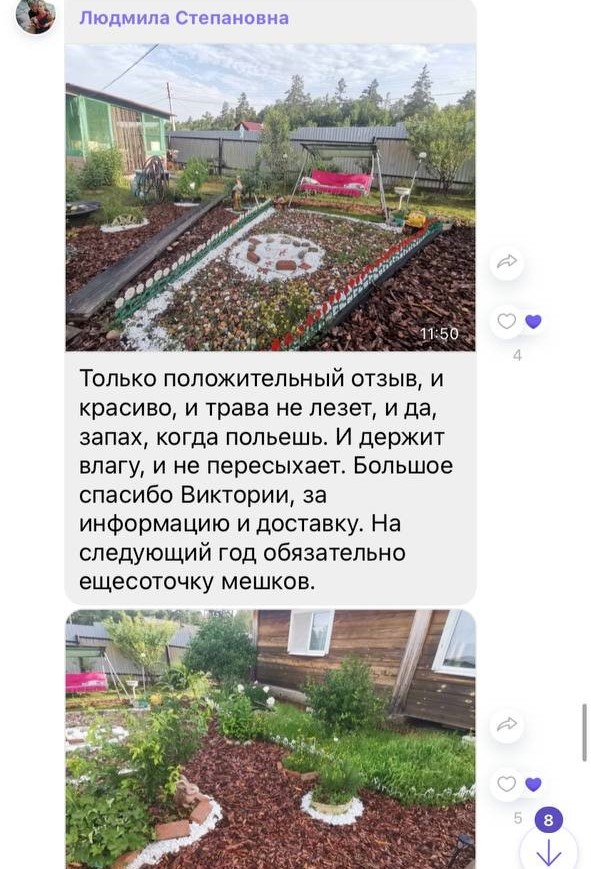 Людмила Степановна
11:50
4
Только положительный отзыв, и
красиво, и трава не лезет, и да,
запах, когда польешь. И держит
влагу, и не пересыхает. Большое
спасибо Виктории, за
информацию и доставку. На
следующий год обязательно
ещесоточку мешков.
5
8